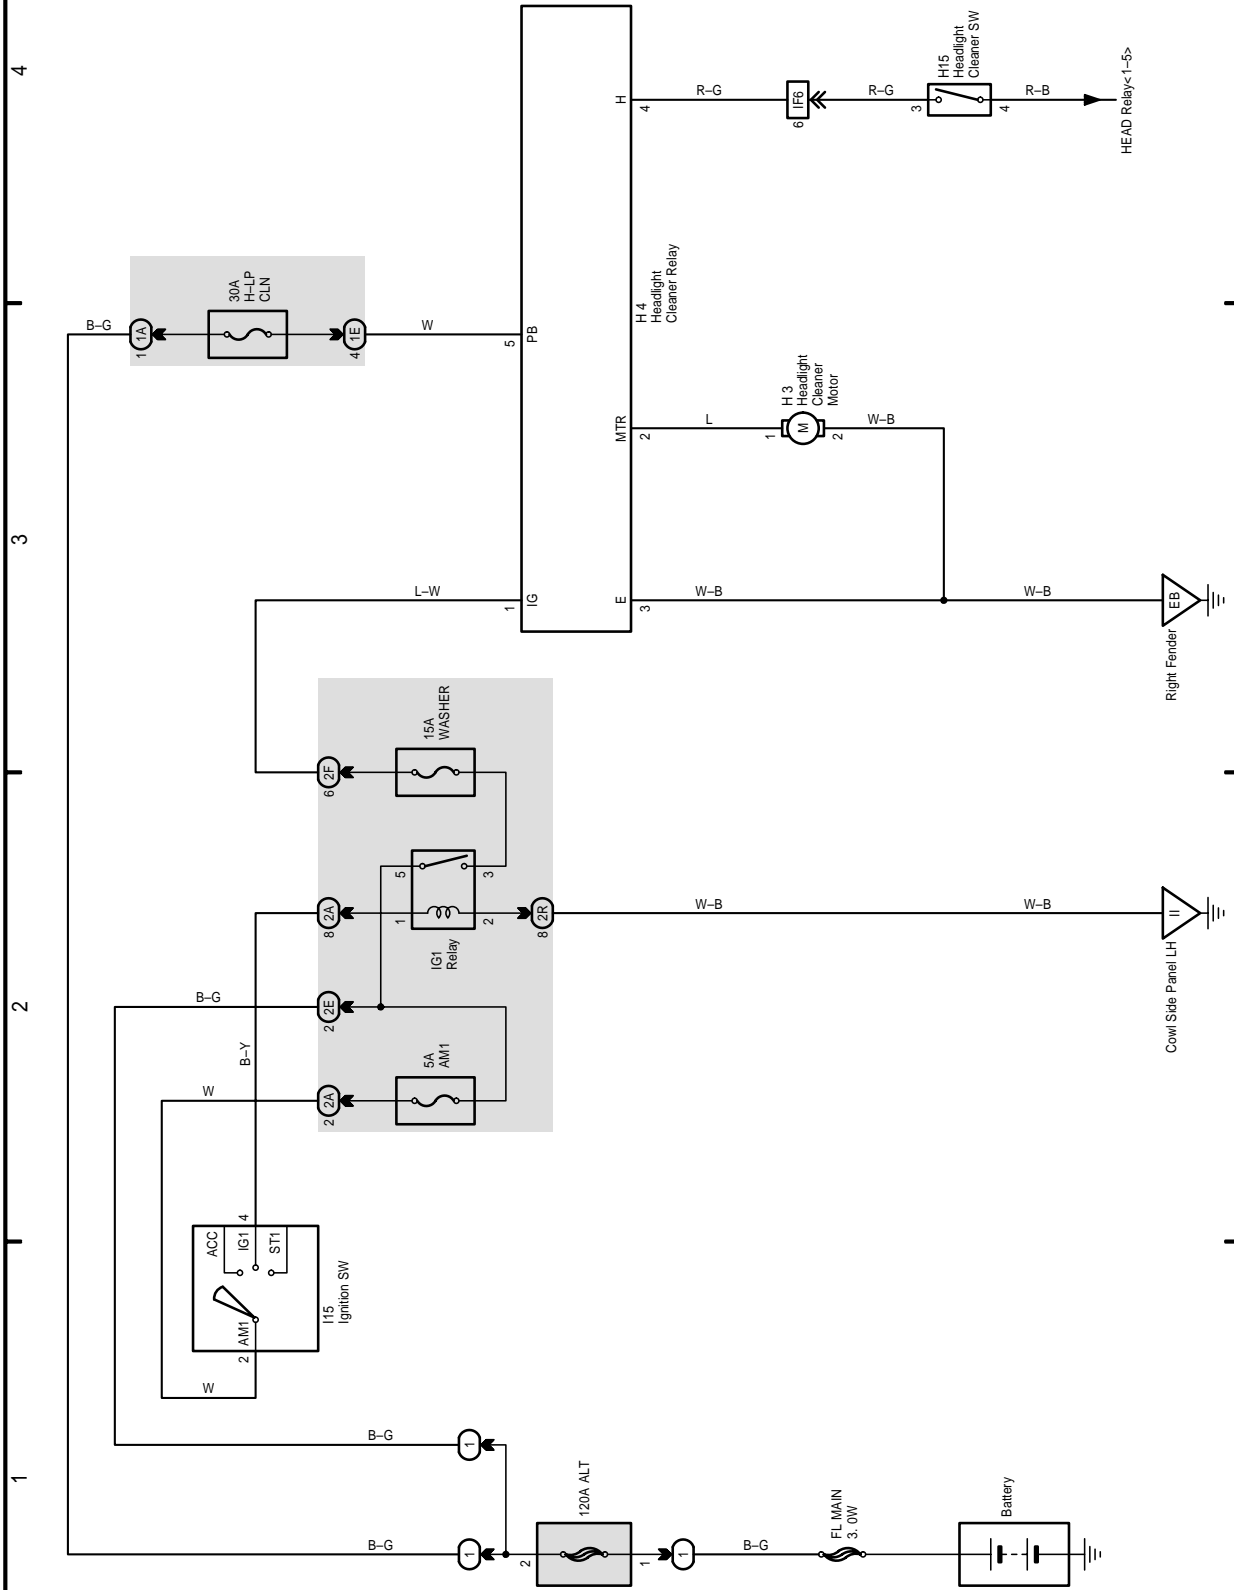 1
2
3
4
B–G
1
B–G
1
B–G
2
120A ALT
1
1
B–G
FL MAIN
3. 0W
Battery
W
W
2
AM1
ACC
IG1
4
ST1
I15
Ignition SW
B–Y
B–G
2
2A
2
2E
8
2A
6
2F
5A
AM1
IG1
Relay
1
2
5
3
15A
WASHER
8
2R
W–B
W–B
II
Cowl Side Panel LH
L–W
1
IG
B–G
1
1A
30A
H–LP
CLN
4
1E
W
5
PB
H 4
Headlight
Cleaner Relay
E
3
MTR
2
H
4
W–B
W–B
EB
Right Fender
L
1
M
2
H 3
Headlight
Cleaner
Motor
W–B
R–G
6
IF6
R–G
3
4
H15
Headlight
Cleaner SW
R–B
HEAD Relay<1–5>